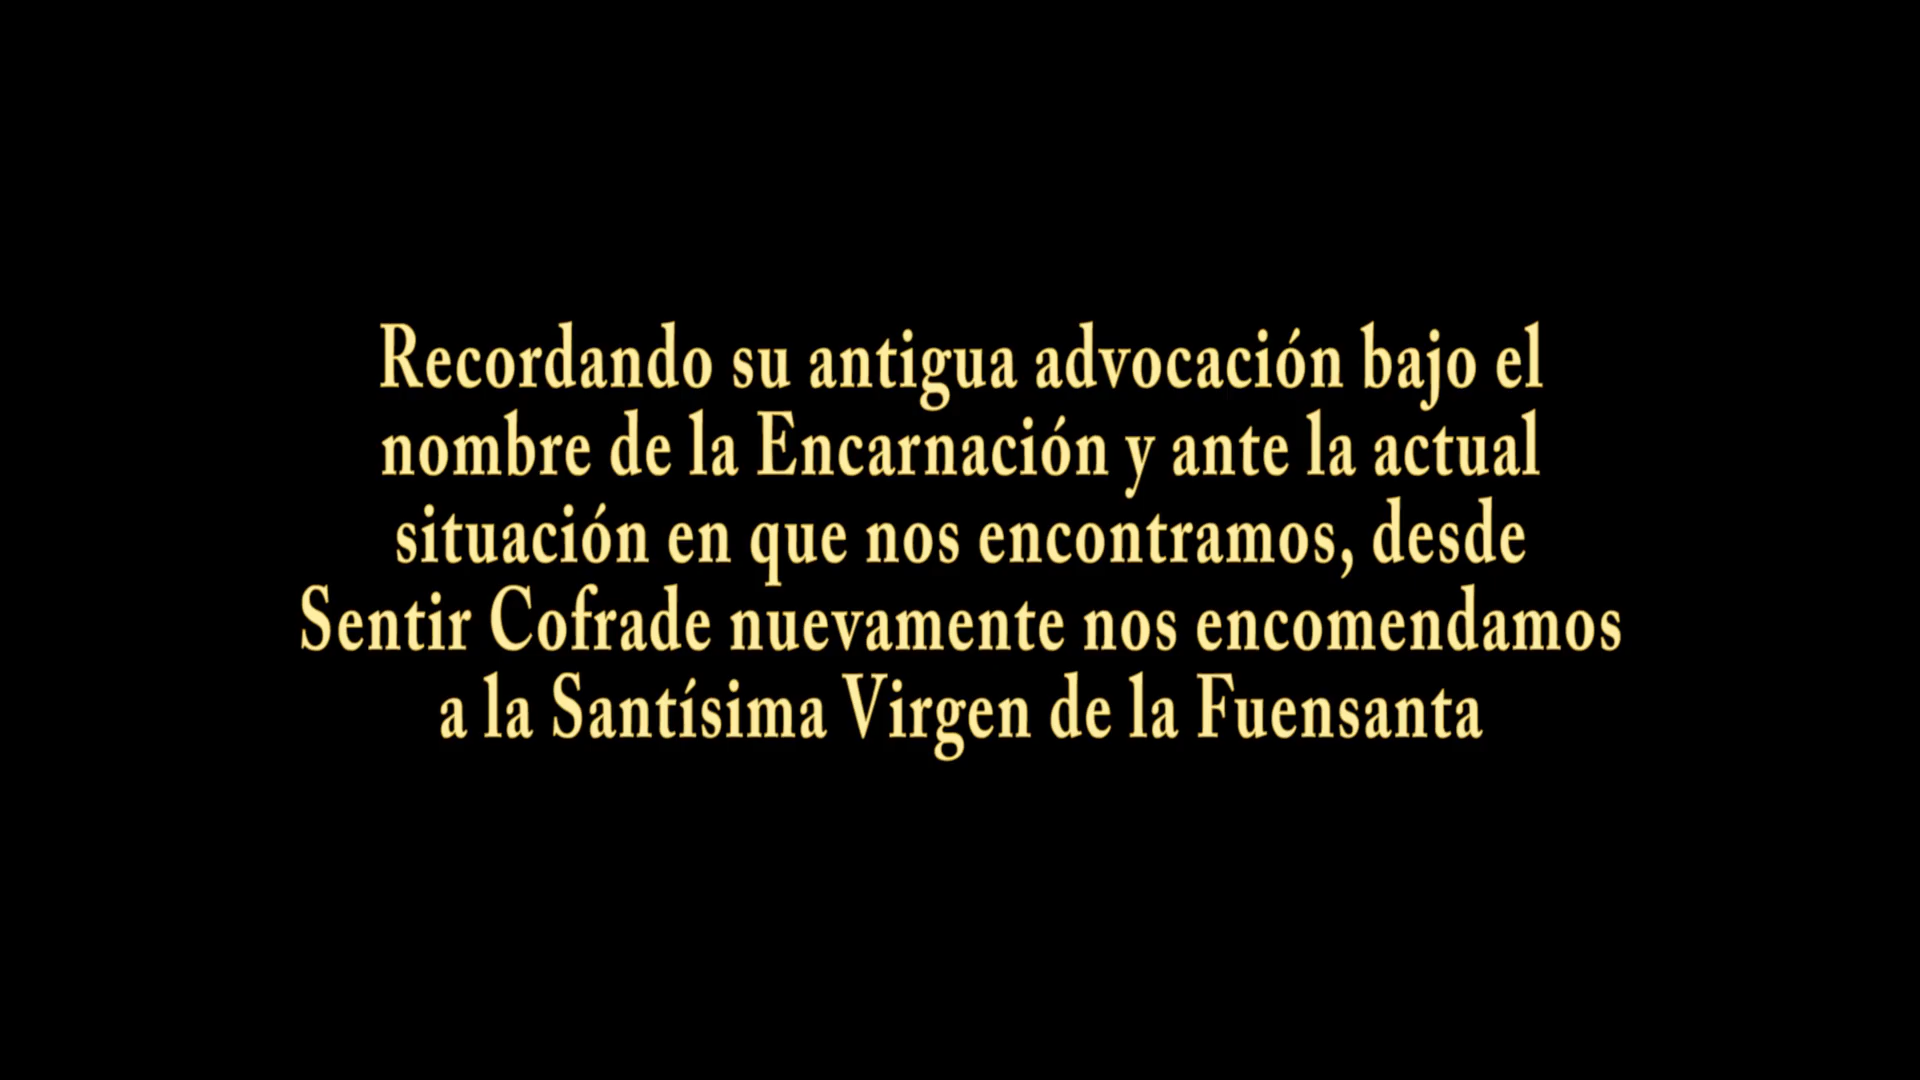 Recordando su antigua advocación bajo el
nombre de la Encarnación y ante la actual
situación en que nos encontramos, desde
Sentir Cofrade nuevamente nos encomendamos
a la Santísima Virgen de la Fuensanta